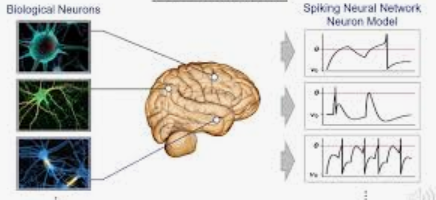 Biological Neurons
Spiking Neural Network
Neuron Model